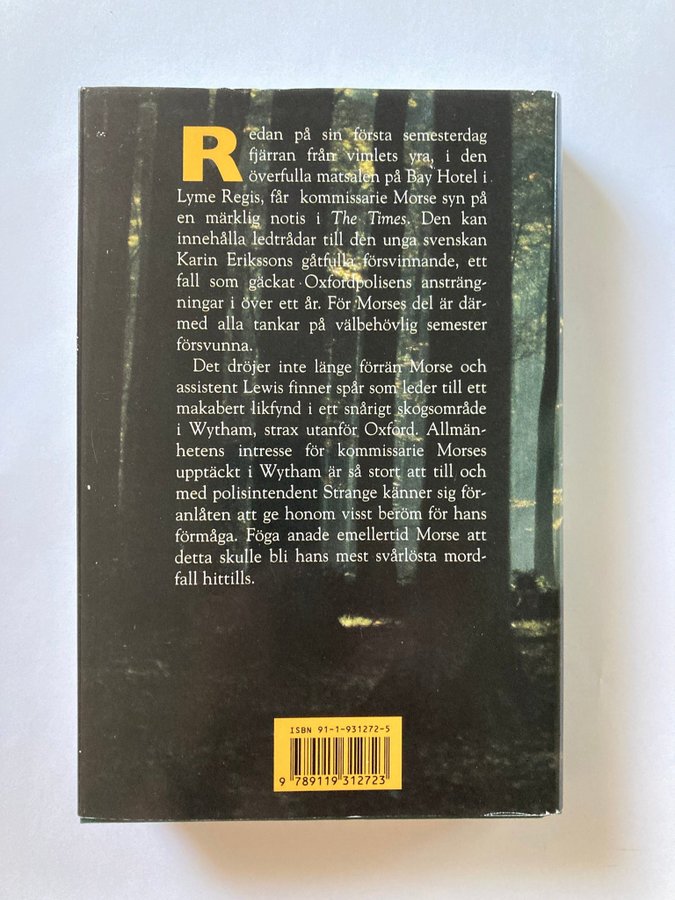 Redan på sin första semesterdag
fjärran från vimlets yra, i den
överfulla matsalen på Bay Hotel i
Lyme Regis, får kommissarie Morse syn på
en märklig notis i The Times. Den kan
innehålla ledtrådar till den unga svenskan
Karin Erikssons gåtfulla försvinnande, ett
fall som gäckat Oxfordpolisens ansträng-
ningar i över ett år. För Morses del är där-
med alla tankar på välbehövlig semester
försvunna.
Det dröjer inte länge förrän Morse och
assistent Lewis finner spår som leder till ett
makabert likfynd i ett snårigt skogsområde
i Wytham, strax utanför Oxford. Allmän-
hetens intresse för kommissarie Morses
upptäckt i Wytham är så stort att till och
med polisintendent Strange känner sig för-
anlåten att ge honom visst beröm för hans
förmåga. Föga anade emellertid Morse att
detta skulle bli hans mest svårlösta mord-
fall hittills.
ISBN 91-1-931272-5
9 789119 312723